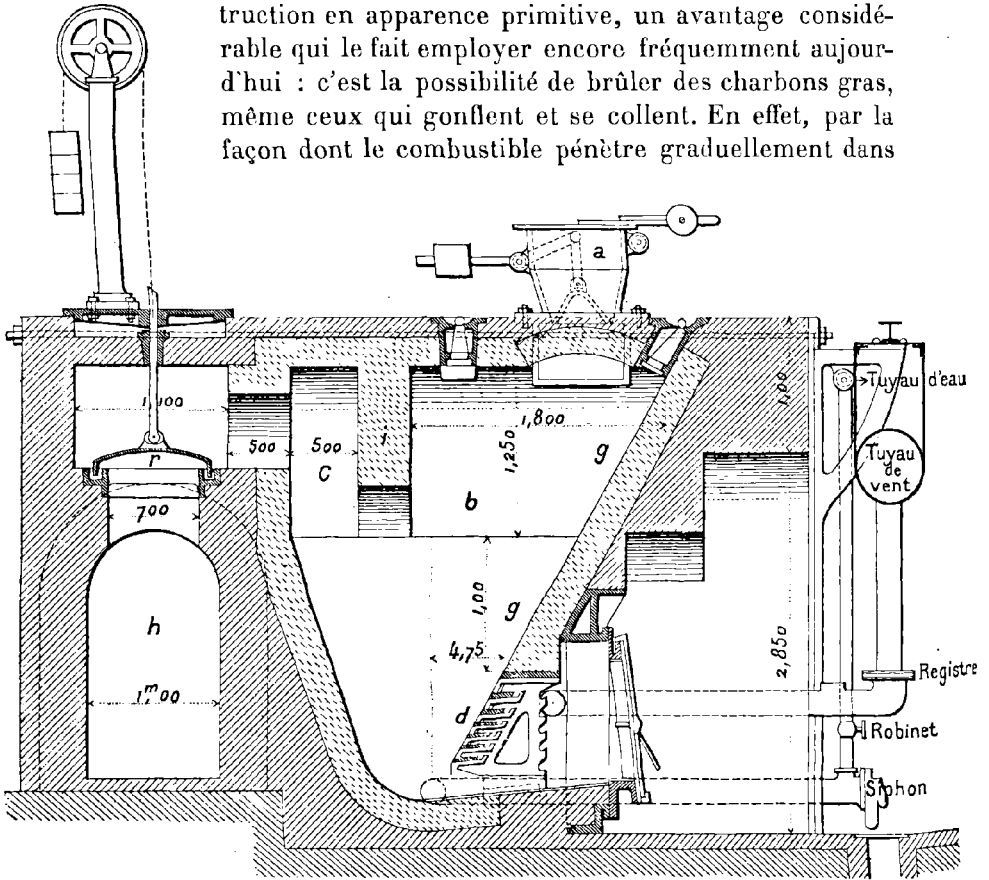 truction en apparence primitive, un avantage considé-
rable qui le fait employer encore fréquemment aujour-
d'hui : c'est la possibilité de brûler des charbons gras,
même ceux qui gonflent et se collent. En effet, par la
façon dont le combustible pénètre graduellement dans
a
Tuyau d'eau
1,100
1,00
1,800
i
500
500
C
1,250
g
b
Tuyau
de
vent
r
700
1,00
g
h
4,75
2,850
Registre
1,m00
d
Robinet
Siphon